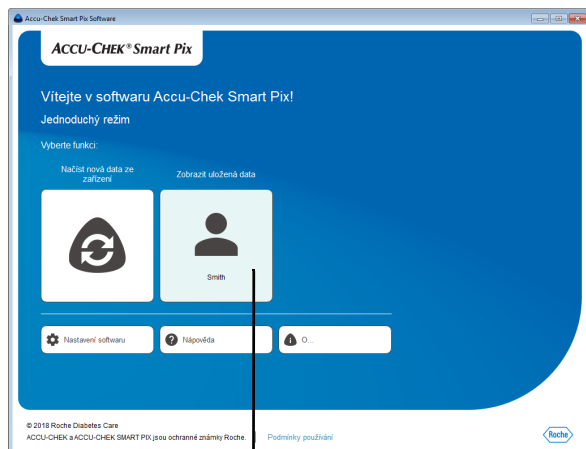 Accu-Chek Smart Pix Software
ACCU-CHEK® Smart Pix
Vítejte v softwaru Accu-Chek Smart Pix!
Jednoduchý režim
Vyberte funkci:
Načíst nová data ze
zařízení
Zobrazit uložená data
Smith
Nastavení softwaru
Nápověda
O...
© 2018 Roche Diabetes Care
ACCU-CHEK a ACCU-CHEK SMART PIX jsou ochranné známky Roche.
Podmínky používání
Roche